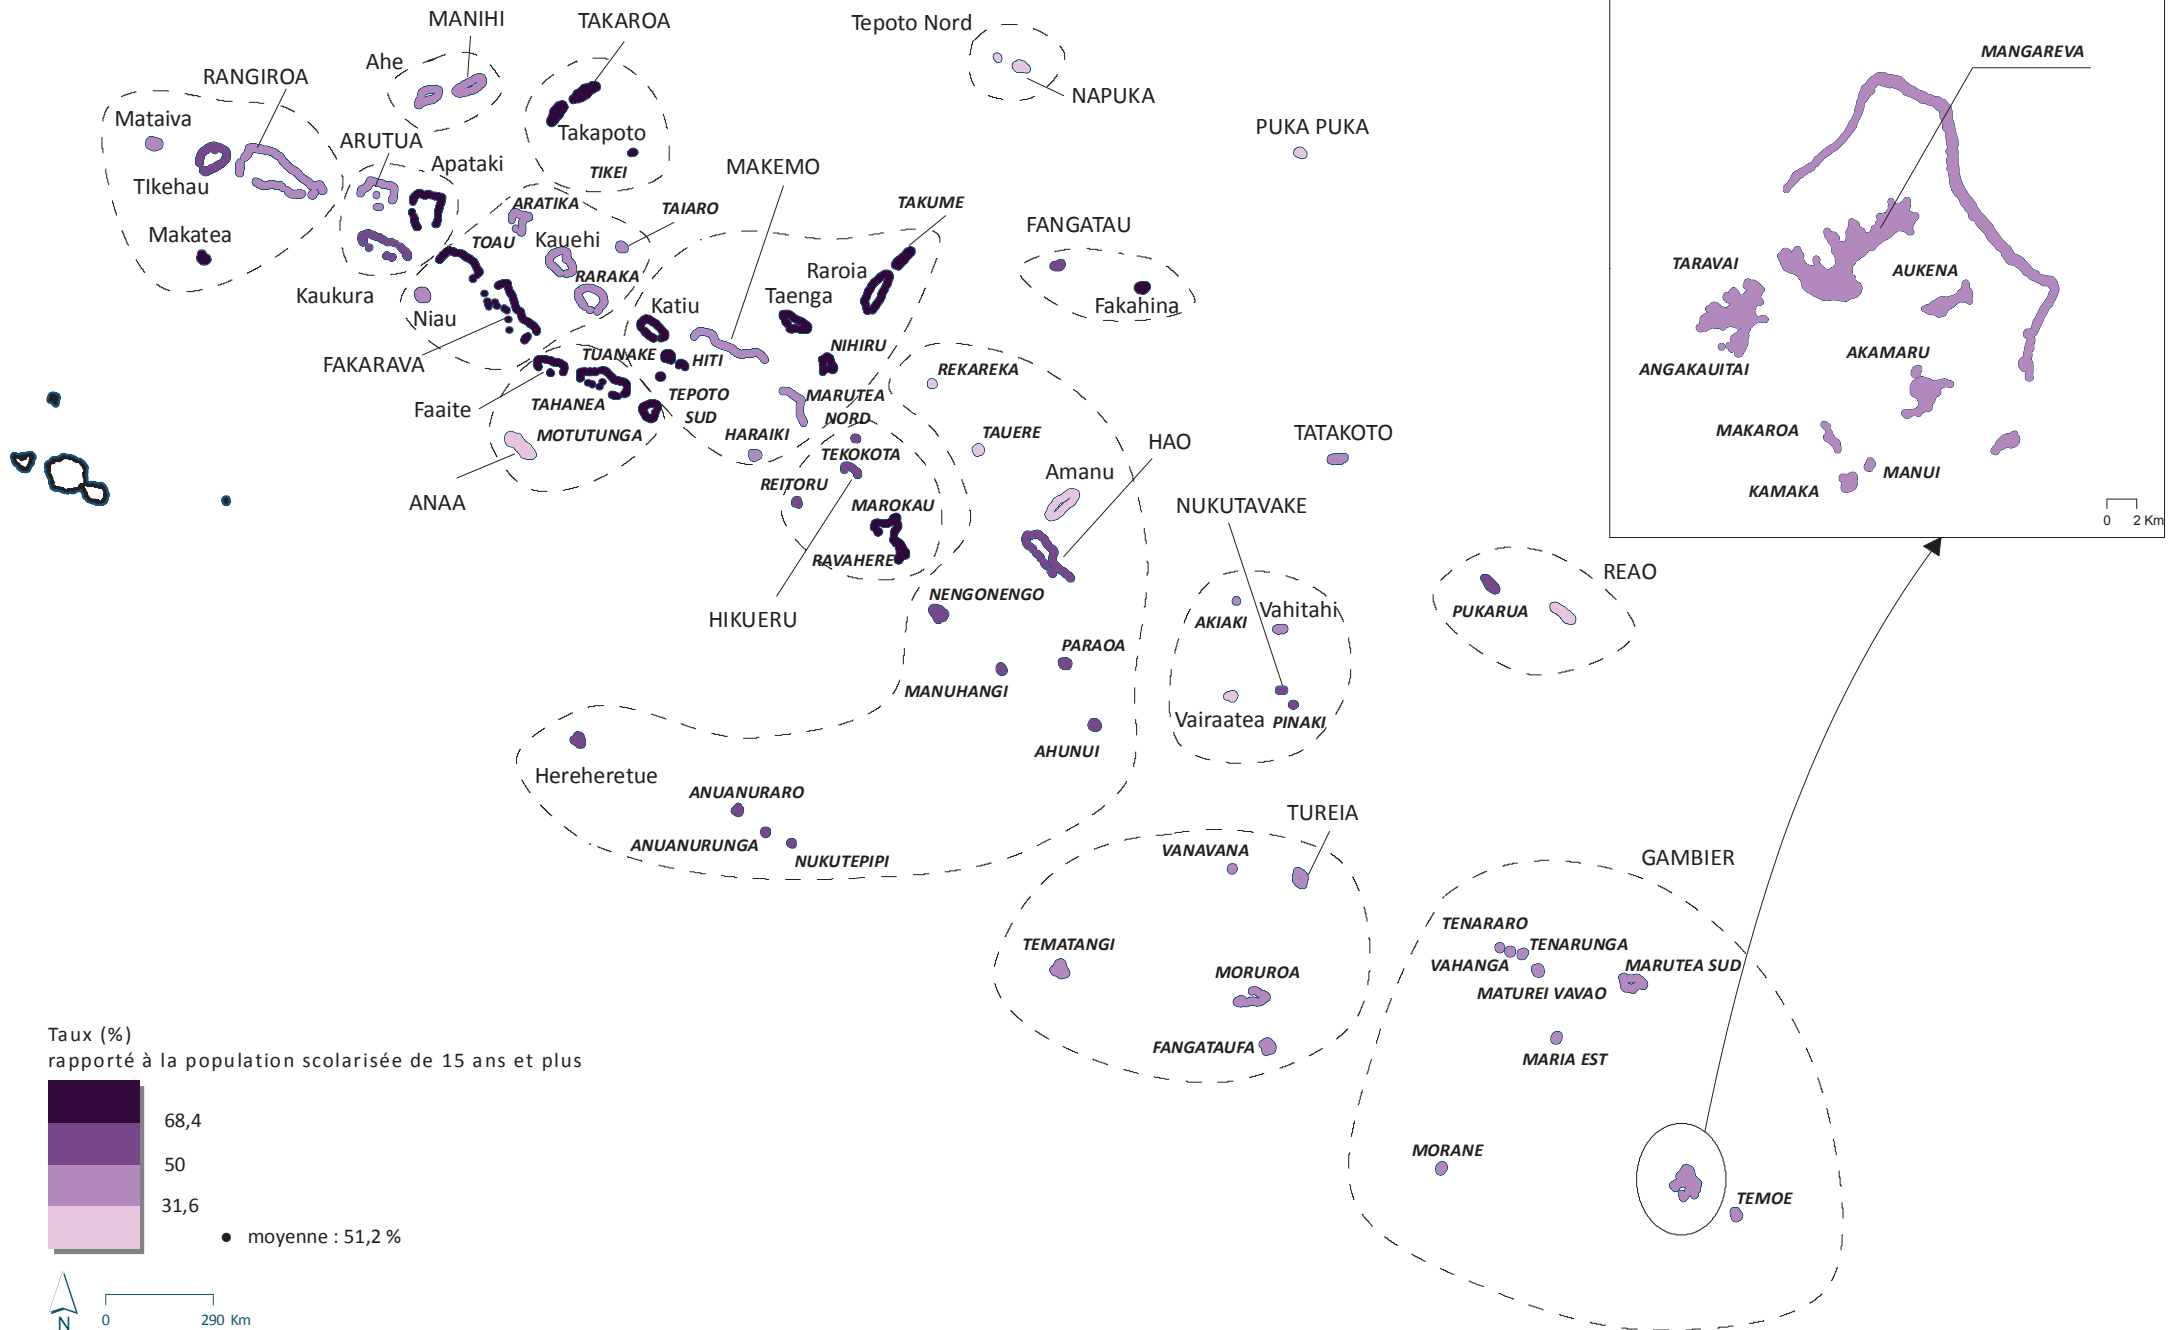 MANIHI
TAKAROA
Tepoto Nord
MANGAREVA
Ahe
RANGIROA
NAPUKA
Mataiva
PUKA PUKA
ARUTUA
Takapoto
Apataki
MAKEMO
TIKEI
TIkehau
ARATIKA
TAIARO
TAKUME
FANGATAU
Makatea
TOAU
Kauehi
TARAVAI
AUKENA
Raroia
RARAKA
Kaukura
Taenga
Katiu
Fakahina
Niau
NIHIRU
TUANAKE
HITI
AKAMARU
FAKARAVA
REKAREKA
ANGAKAUITAI
TEPOTO
SUD
MARUTEA
NORD
TAHANEA
Faaite
MOTUTUNGA
HARAIKI
TAUERE
TATAKOTO
MAKAROA
HAO
TEKOKOTA
Amanu
MANUI
REITORU
KAMAKA
ANAA
MAROKAU
NUKUTAVAKE
0 2 Km
RAVAHERE
REAO
NENGONENGO
Vahitahi
PUKARUA
HIKUERU
AKIAKI
PARAOA
MANUHANGI
Vairaatea
PINAKI
AHUNUI
Hereheretue
ANUANURARO
TUREIA
ANUANURUNGA
NUKUTEPIPI
VANAVANA
GAMBIER
TENARARO
TEMATANGI
TENARUNGA
VAHANGA
MARUTEA SUD
MORUROA
MATUREI VAVAO
Taux (%)
rapporté à la population scolarisée de 15 ans et plus
FANGATAUFA
MARIA EST
68,4
MORANE
50
31,6
TEMOE
moyenne : 51,2 %
N
0 290 Km